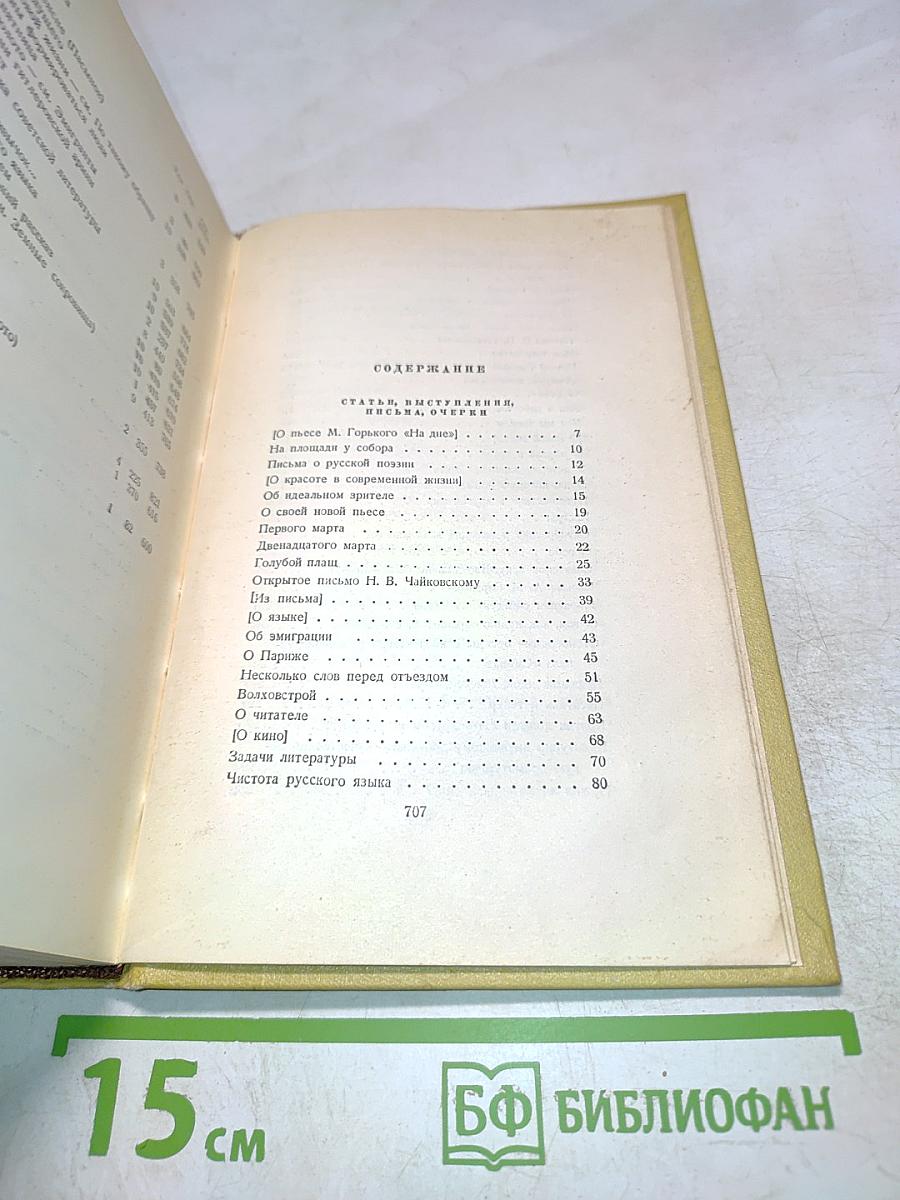 СОДЕРЖАНИЕ
СТАТЬИ, ВЫСТУПЛЕНИЯ,
ПИСЬМА, ОЧЕРКИ
[О пьесе М. Горького «На дне»] . . . . . . . . 7
На площади у собора . . . . . . . . . . . . 10
Письма о русской поэзии . . . . . . . . . . 12
[О красоте в современной жизни] . . . . . . . 14
Об идеальном зрителе . . . . . . . . . . . . 15
О своей новой пьесе . . . . . . . . . . . . 19
Первого марта . . . . . . . . . . . . . . 20
Двенадцатого марта . . . . . . . . . . . . . 22
Голубой плащ . . . . . . . . . . . . . . . 25
Открытое письмо Н. В. Чайковскому . . . . . . 33
[Из письма] . . . . . . . . . . . . . . . . 39
[О языке] . . . . . . . . . . . . . . . . . 42
Об эмиграции . . . . . . . . . . . . . . . 43
О Париже . . . . . . . . . . . . . . . . . 45
Несколько слов перед отъездом . . . . . . . . 51
Волховстрой . . . . . . . . . . . . . . . . 55
О читателе . . . . . . . . . . . . . . . . 63
[О кино] . . . . . . . . . . . . . . . . . 68
Задачи литературы . . . . . . . . . . . . . 70
Чистота русского языка . . . . . . . . . . . . 80
707
15 см
БФ БИБЛИОФАН